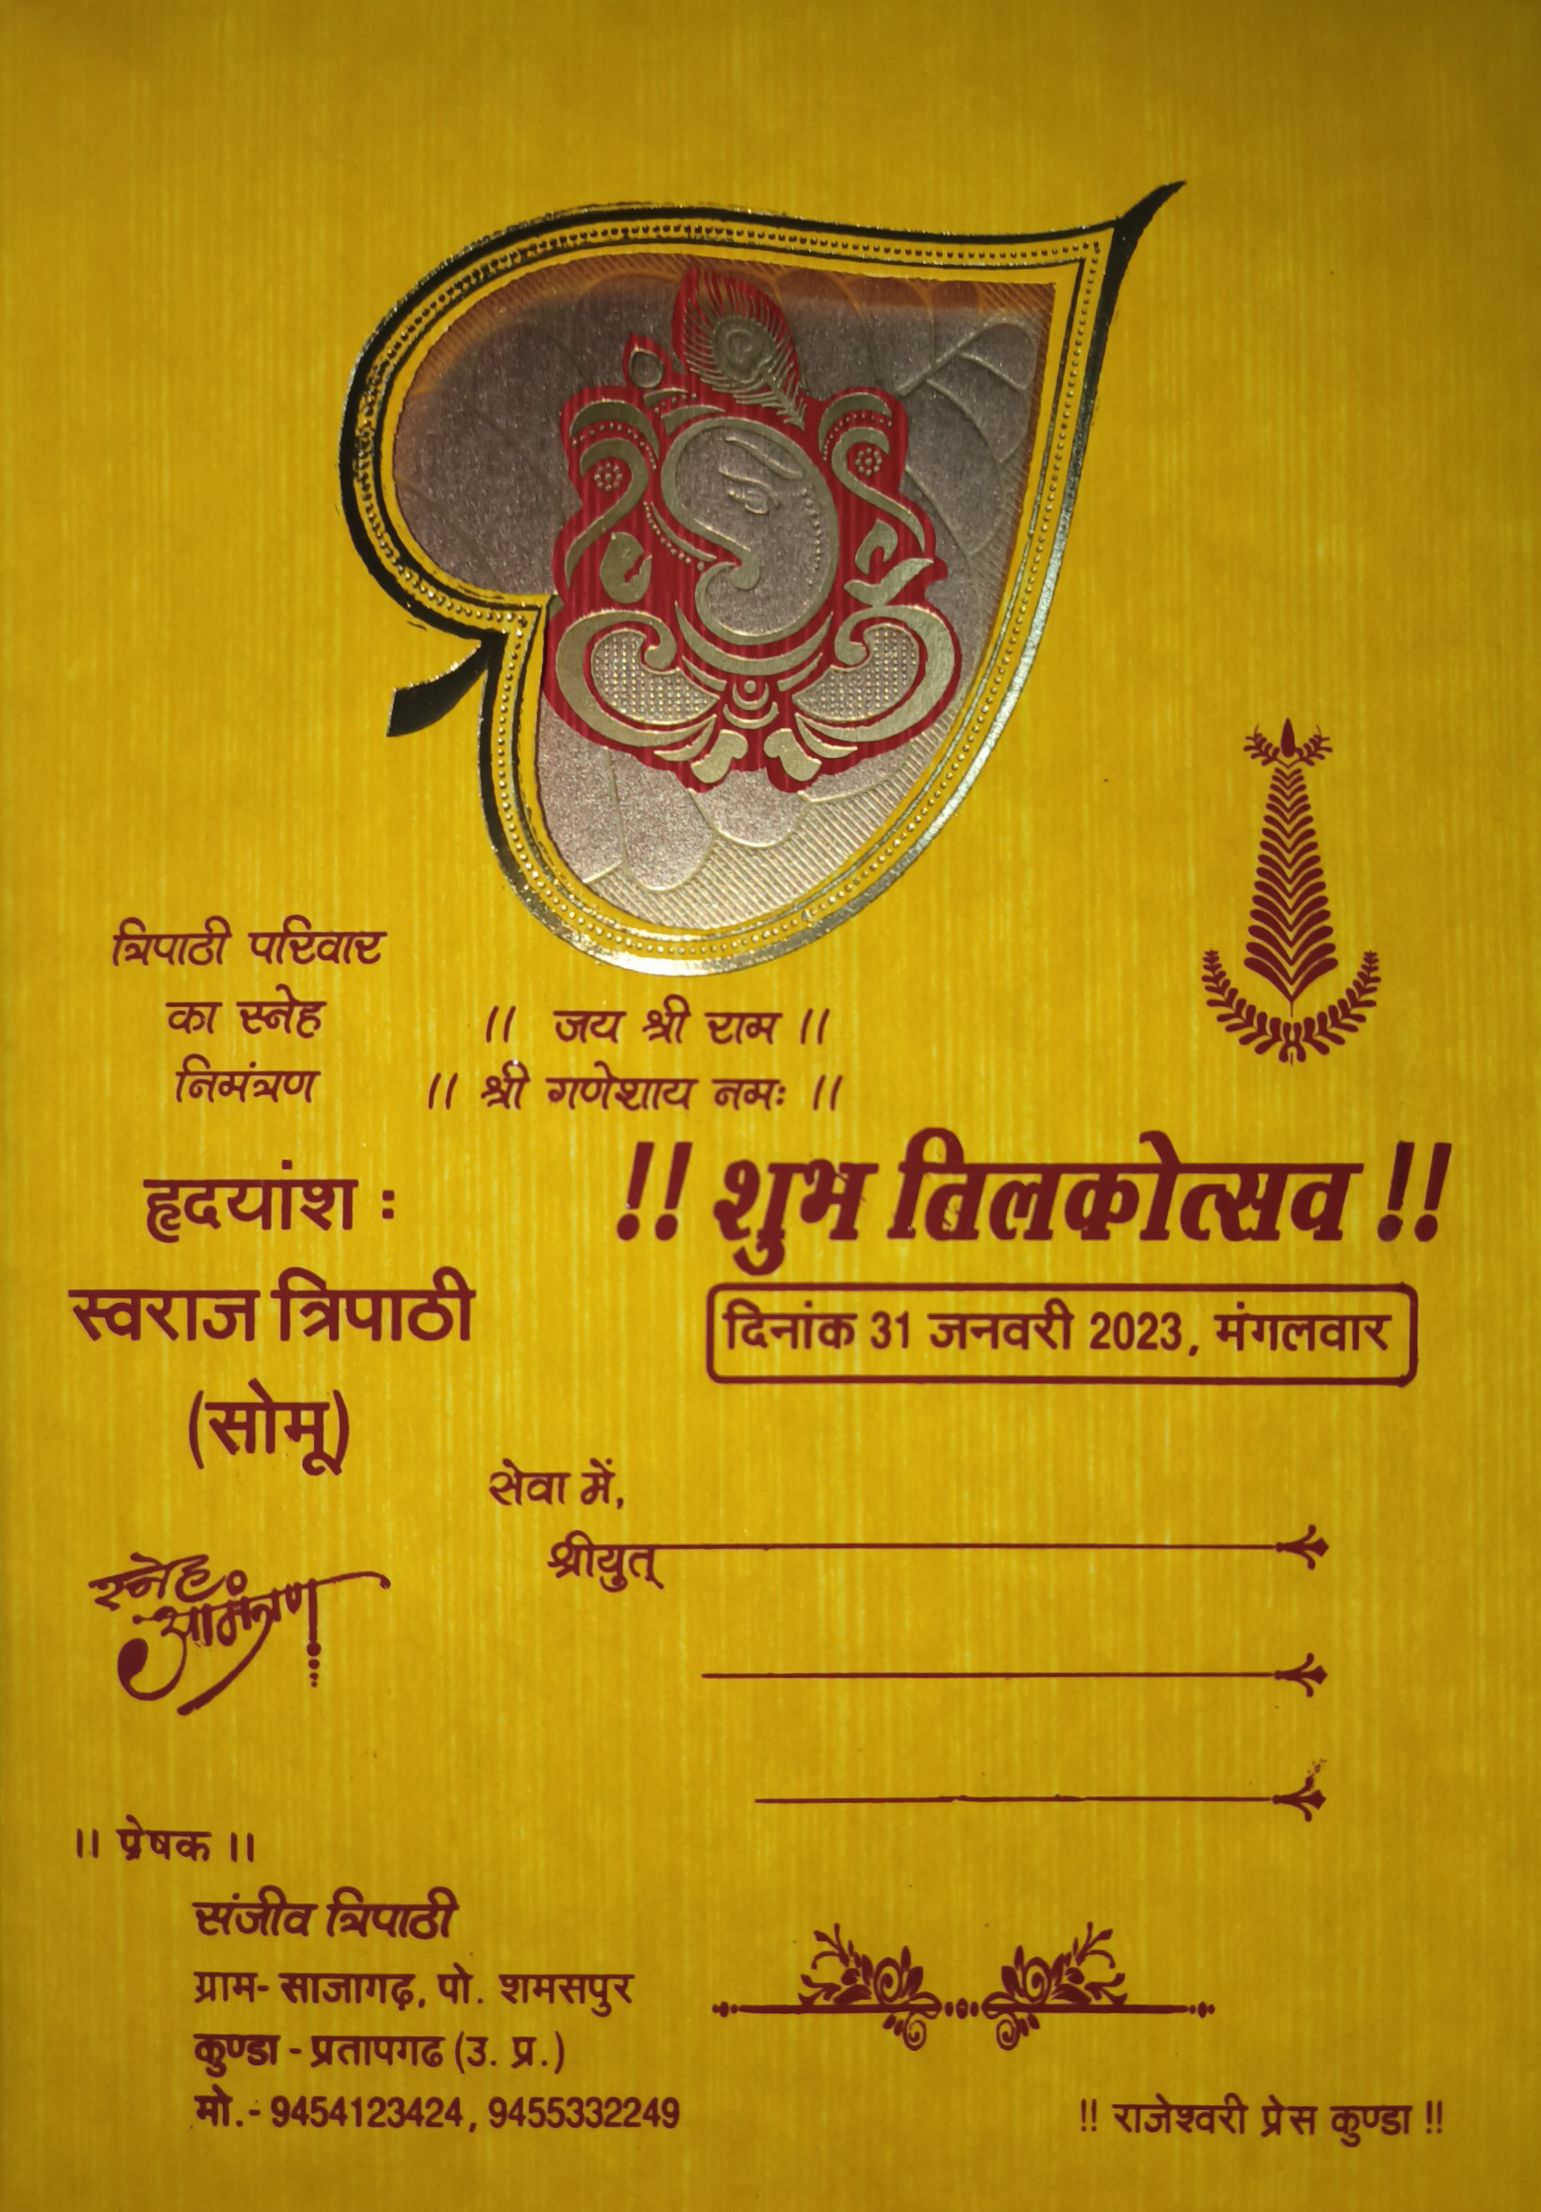 त्रिपाठी परिवार
का स्नेह
निमंत्रण
।। जय श्री राम ।।
।। श्री गणेशाय नमः ।।
हृदयांश :
स्वराज त्रिपाठी
(सोमू)
!! शुभ तिलकोत्सव !!
दिनांक 31 जनवरी 2023, मंगलवार
सेवा में,
श्रीयुत्
स्नेह
आमंत्रण
।। प्रेषक ।।
संजीव त्रिपाठी
ग्राम- साजागढ़, पो. शमसपुर
कुण्डा - प्रतापगढ (उ. प्र.)
मो.- 9454123424, 9455332249
!! राजेश्वरी प्रेस कुण्डा !!